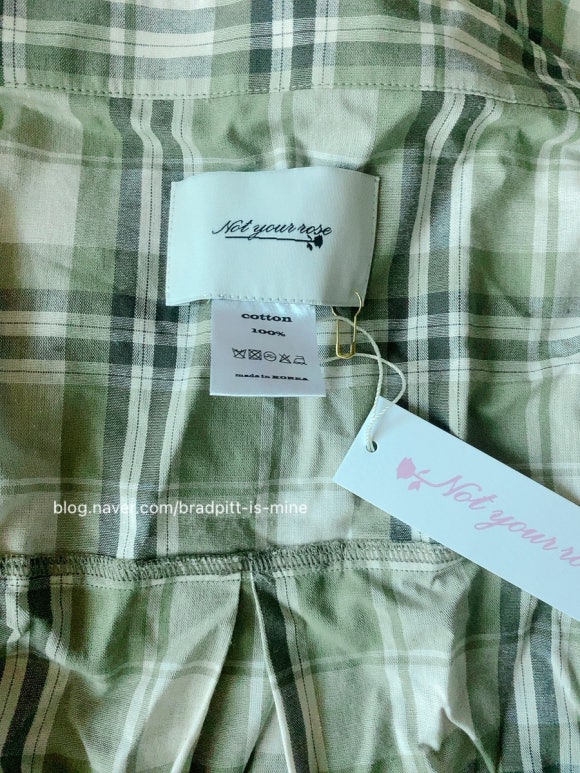 Not your rose
cotton
100%
made in KOREA
Not your ro
blog.naver.com/bradpitt-is-mine